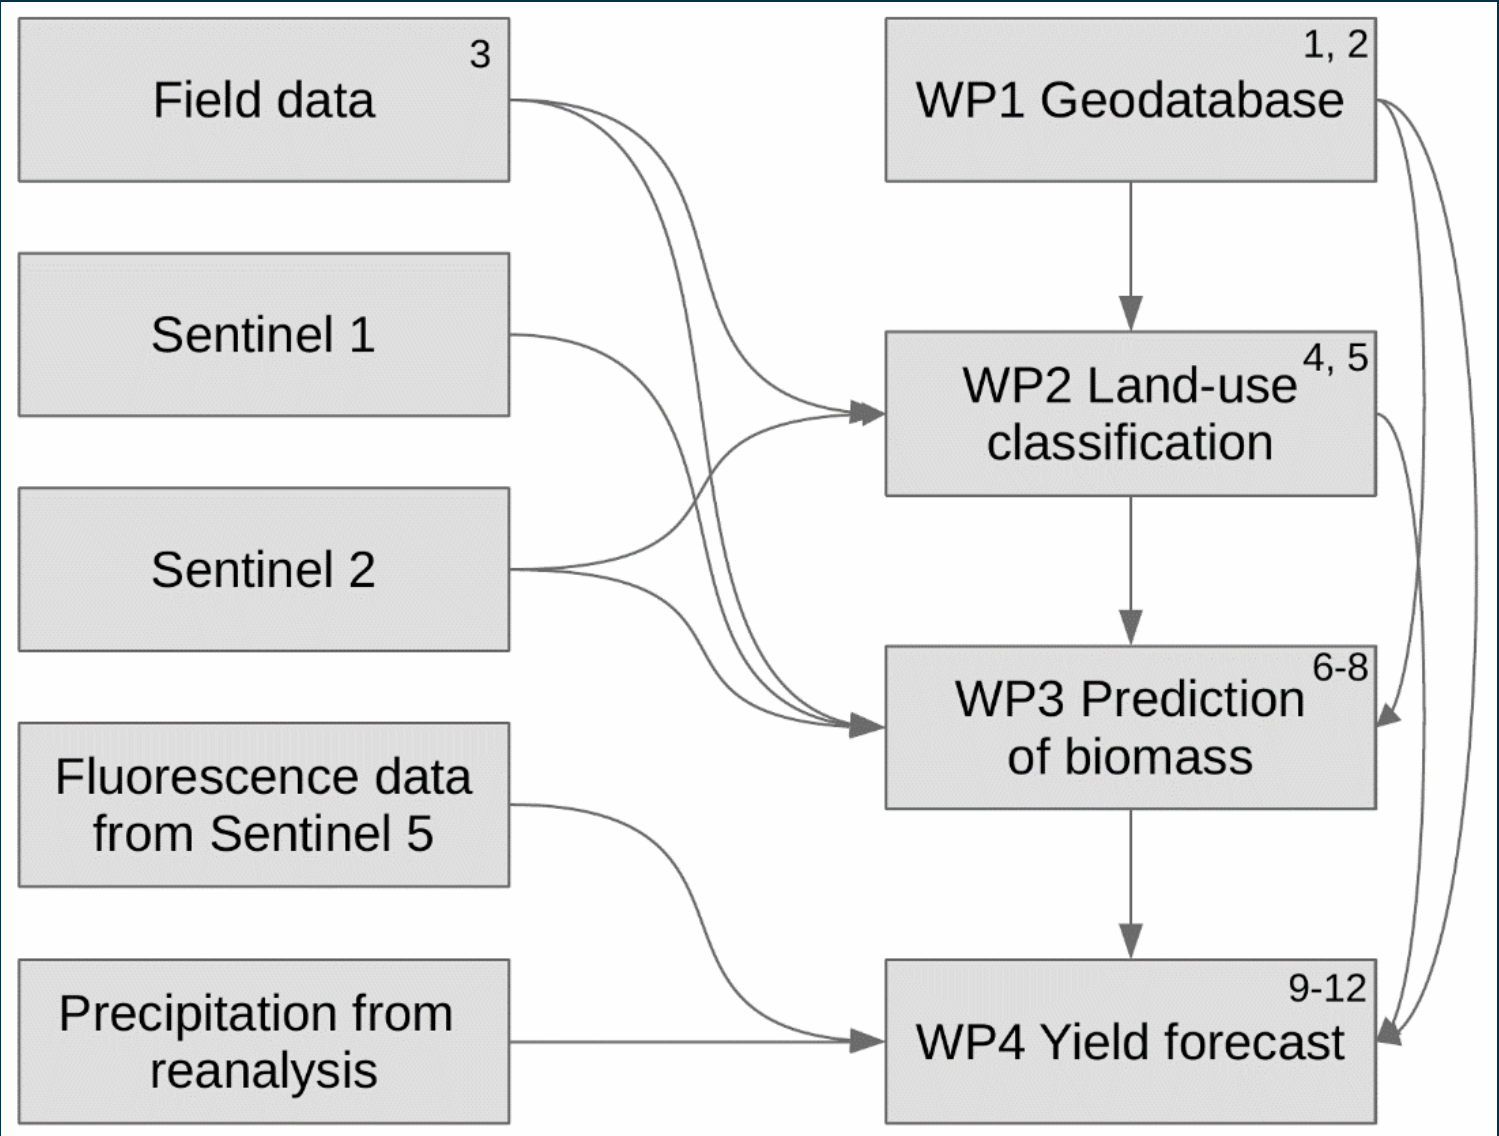 3
Field data
Sentinel 1
Sentinel 2
Fluorescence data
from Sentinel 5
Precipitation from
reanalysis
1, 2
WP1 Geodatabase
4, 5
WP2 Land-use
classification
6-8
WP3 Prediction
of biomass
9-12
WP4 Yield forecast